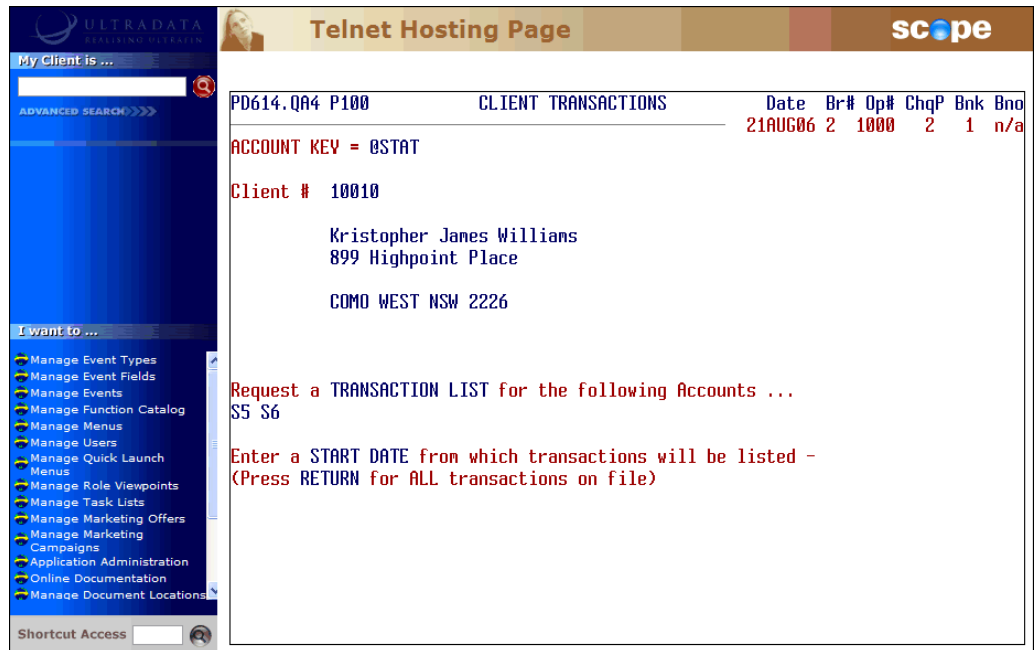 ULTRADATA
REALISING ULTRAFIN
Telnet Hosting Page
scope
My Client is ...
ADVANCED SEARCH
PD614.QA4 P100 CLIENT TRANSACTIONS Date Br# Op# ChqP Bnk Bno
21AUG06 2 1000 2 1 n/a
ACCOUNT KEY = @STAT
Client # 10010
Kristopher James Williams
899 Highpoint Place
COMO WEST NSW 2226
Request a TRANSACTION LIST for the following Accounts ...
S5 S6
Enter a START DATE from which transactions will be listed -
(Press RETURN for ALL transactions on file)
I want to ...
Manage Event Types
Manage Event Fields
Manage Events
Manage Function Catalog
Manage Menus
Manage Users
Manage Quick Launch
Menus
Manage Role Viewpoints
Manage Task Lists
Manage Marketing Offers
Manage Marketing
Campaigns
Application Administration
Online Documentation
Manage Document Locations
Shortcut Access